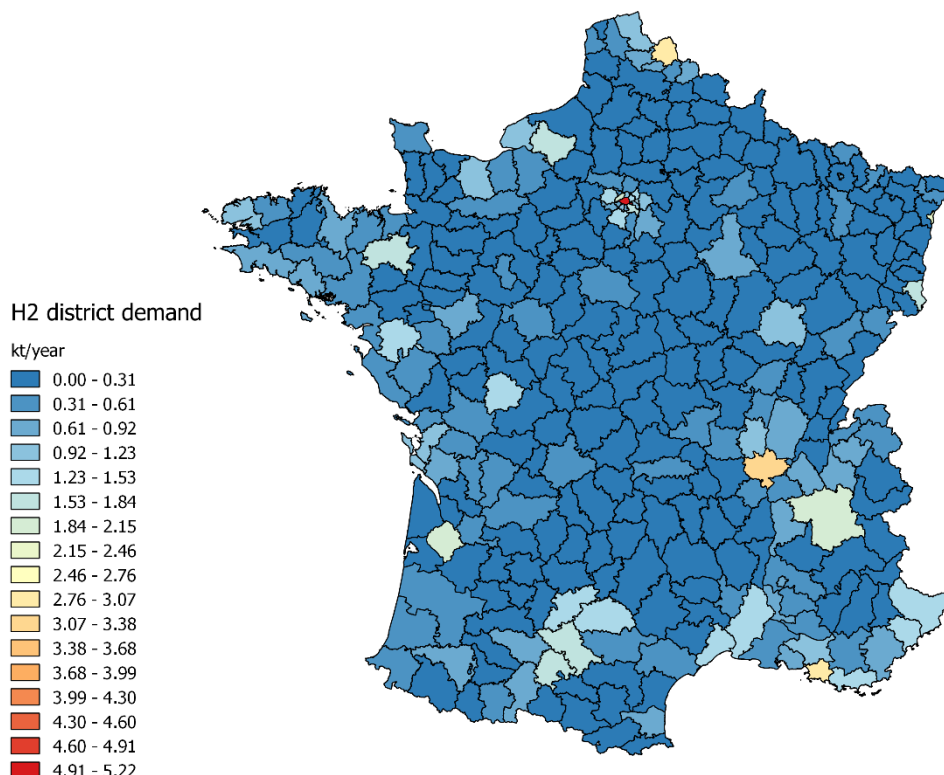 H2 district demand
kt/year
0.00 - 0.31
0.31 - 0.61
0.61 - 0.92
0.92 - 1.23
1.23 - 1.53
1.53 - 1.84
1.84 - 2.15
2.15 - 2.46
2.46 - 2.76
2.76 - 3.07
3.07 - 3.38
3.38 - 3.68
3.68 - 3.99
3.99 - 4.30
4.30 - 4.60
4.60 - 4.91
4.91 - 5.22